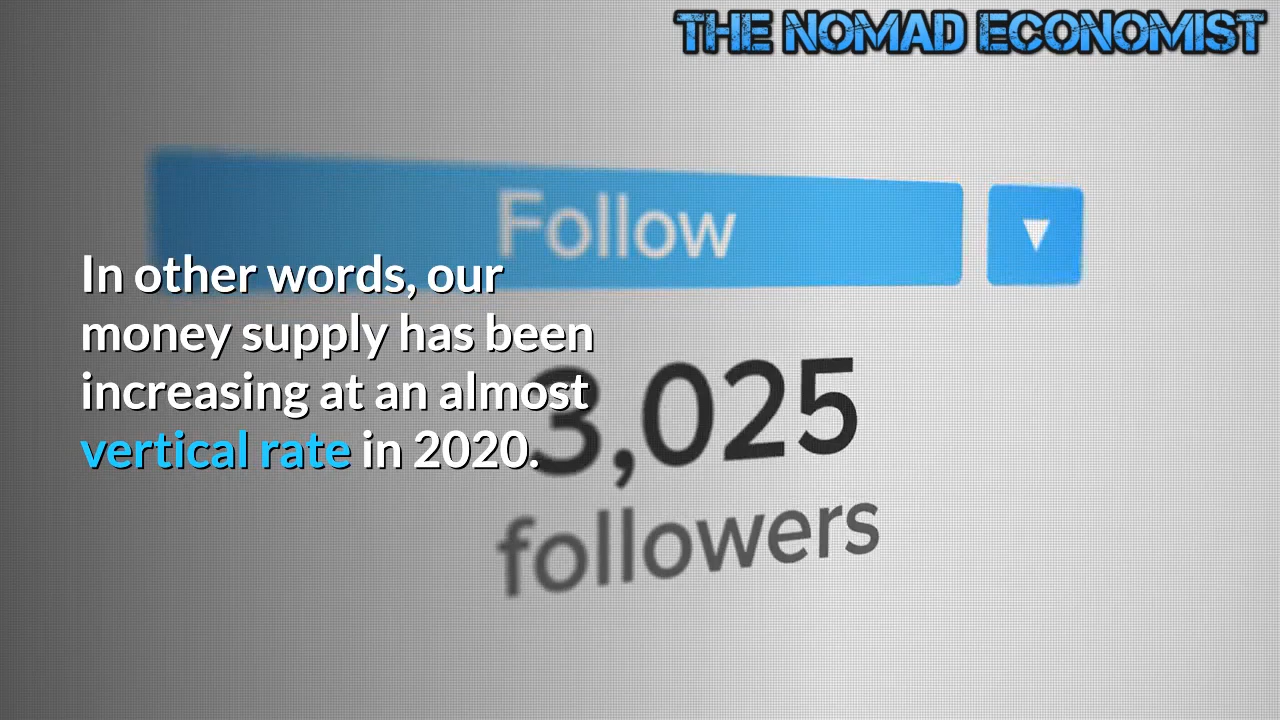 THE NOMAD ECONOMIST
Follow
In other words, our
money supply has been
increasing at an almost
vertical rate in 2020.
3,025
followers